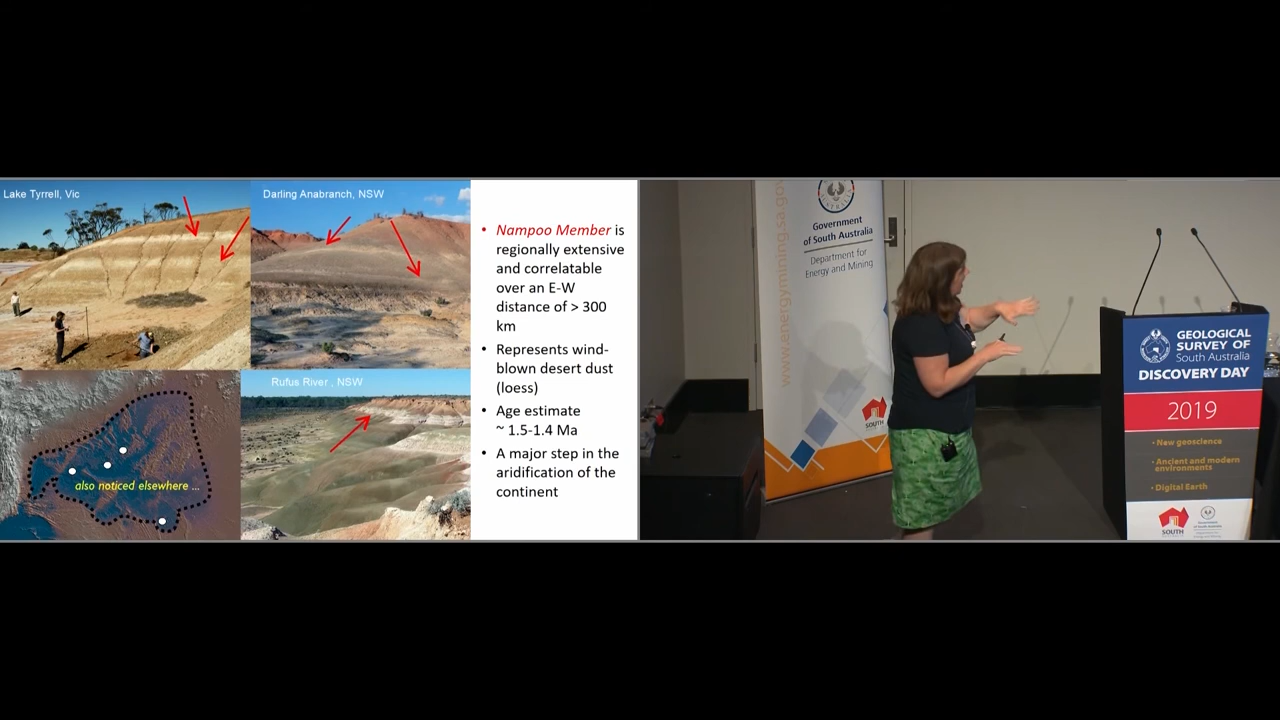 Lake Tyrrell, Vic
Darling Anabranch, NSW
Rufus River , NSW
also noticed elsewhere ...
• Nampoo Member is
regionally extensive
and correlatable
over an E-W
distance of > 300
km
• Represents wind-
blown desert dust
(loess)
• Age estimate
~ 1.5-1.4 Ma
• A major step in the
aridification of the
continent
www.energymining.sa.gov
Government
of South Australia
Department for
Energy and Mining
SOUTH
GEOLOGICAL
SURVEY OF
South Australia
DISCOVERY DAY
2019
• New geoscience
• Ancient and modern
environments
• Digital Earth
SOUTH